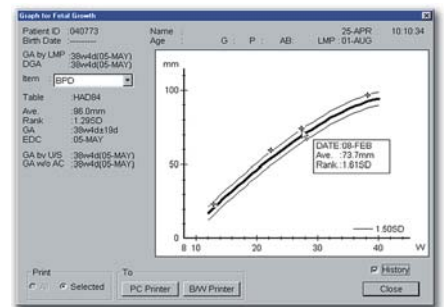 Graph for Fetal Growth
Patient ID :040773 Name : 25-APR 10:10:34
Birth Date :--------- Age : G : P : AB: LMP :01-AUG
GA by LMP :38w4d(05-MAY)
DGA :38w4d(05-MAY)
Item BPD
Table :HAD84
Ave. :96.0mm
Rank :1.29SD
GA :38w4d±19d
EDC :05-MAY
GA by U/S :38w4d(05-MAY)
GA w/o AC :38w4d(05-MAY)
mm
100
50
0
8 10 20 30 40 W
DATE:08-FEB
Ave. :73.7mm
Rank :1.61SD
1.50SD
Print
All Selected
To
PC Printer B/W Printer
History
Close